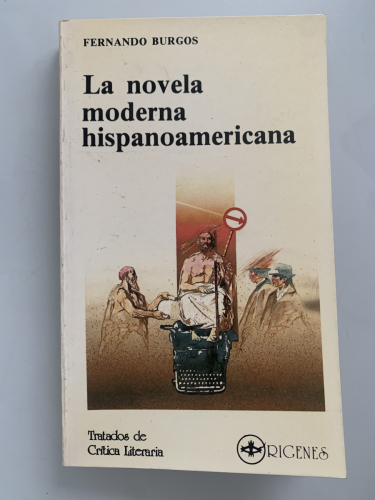 FERNANDO BURGOS
La novela
moderna
hispanoamericana
Tratados de
Crítica Literaria
ORIGENES